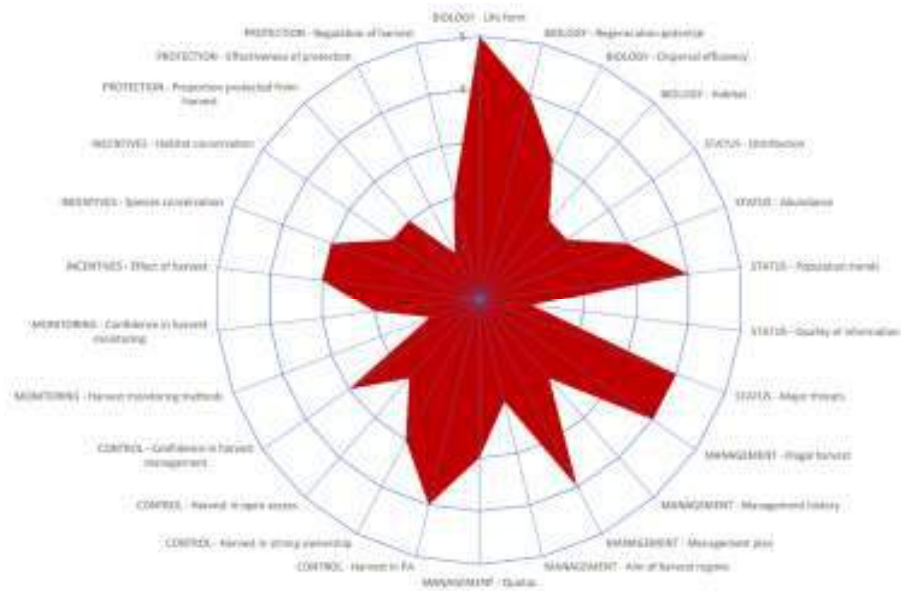 BIOLOGY - Life form
BIOLOGY - Regeneration potential
BIOLOGY - Dispersal efficiency
BIOLOGY - Habitat
STATUS - Distribution
STATUS - Abundance
STATUS - Population trends
STATUS - Quality of information
STATUS - Major threats
MANAGEMENT - Illegal harvest
MANAGEMENT - Management history
MANAGEMENT - Management plan
MANAGEMENT - Aim of harvest regime
MANAGEMENT - Quotas
CONTROL - Harvest in PA
CONTROL - Harvest in strong ownership
CONTROL - Harvest in open access
CONTROL - Confidence in harvest
management
MONITORING - Harvest monitoring methods
MONITORING - Confidence in harvest
monitoring
INCENTIVES - Effect of harvest
INCENTIVES - Species conservation
INCENTIVES - Habitat conservation
PROTECTION - Proportion protected from
harvest
PROTECTION - Effectiveness of protection
PROTECTION - Regulation of harvest
5
4